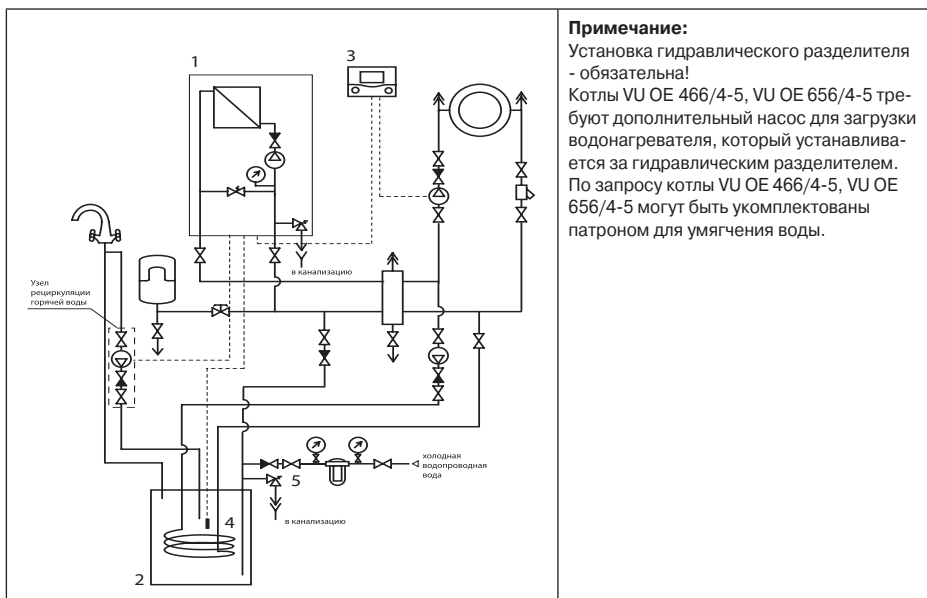 1
3
Узел
рециркуляции
горячей воды
в канализацию
холодная
водопроводная
вода
5
в канализацию
4
2
Примечание:
Установка гидравлического разделителя
- обязательна!
Котлы VU OE 466/4-5, VU OE 656/4-5 тре-
буют дополнительный насос для загрузки
водонагревателя, который устанавлива-
ется за гидравлическим разделителем.
По запросу котлы VU OE 466/4-5, VU OE
656/4-5 могут быть укомплектованы
патроном для умягчения воды.